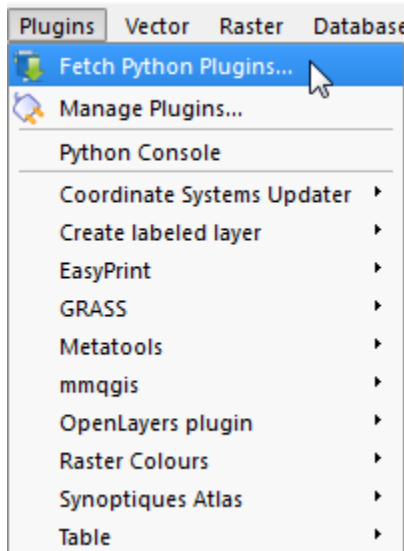 Plugins Vector Raster Database
Fetch Python Plugins...
Manage Plugins...
Python Console
Coordinate Systems Updater
Create labeled layer
EasyPrint
GRASS
Metatools
mmqgis
OpenLayers plugin
Raster Colours
Synoptiques Atlas
Table